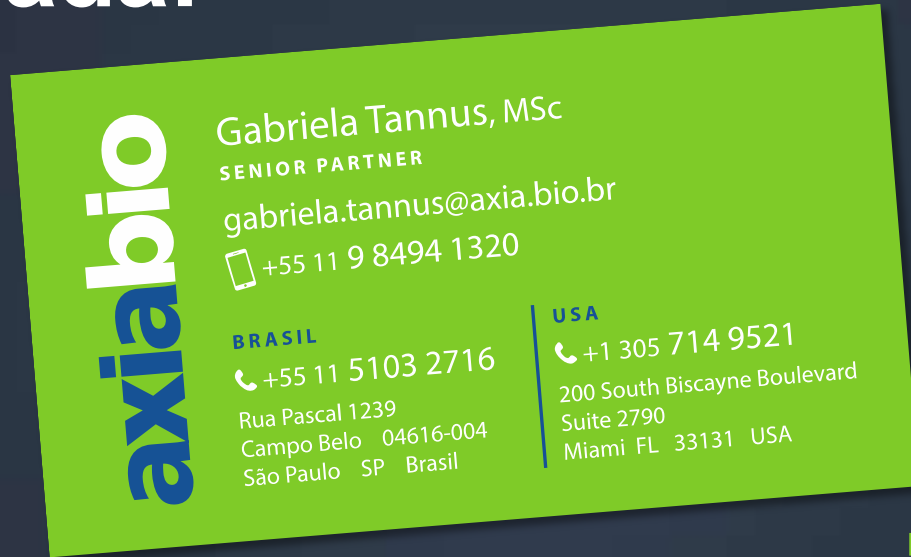 axiabio
Gabriela Tannus, MSc
SENIOR PARTNER
gabriela.tannus@axia.bio.br
+55 11 9 8494 1320
BRASIL
+55 11 5103 2716
Rua Pascal 1239
Campo Belo 04616-004
São Paulo SP Brasil
USA
+1 305 714 9521
200 South Biscayne Boulevard
Suite 2790
Miami FL 33131 USA